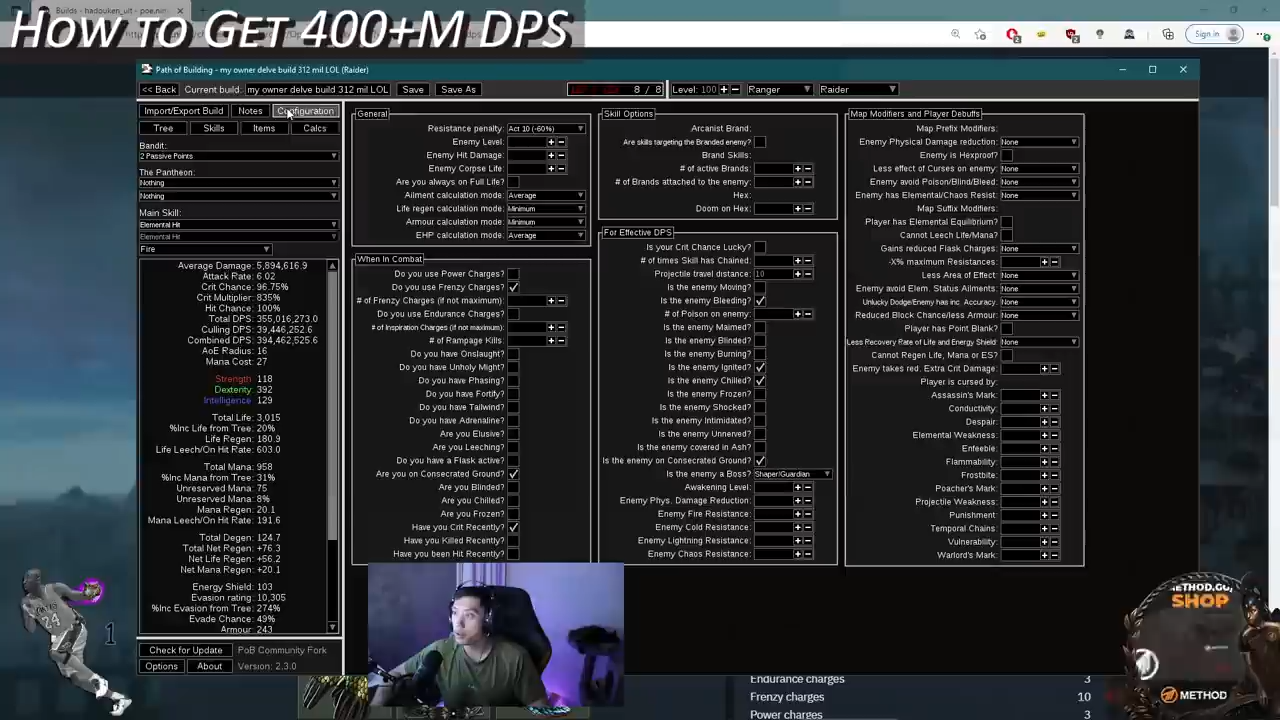 How to Get 400+M DPS
Builds - hadouken_ult - poe.nin
Sign in
Path of Building - my owner delve build 312 mil LOL (Raider)
<< Back Current build: my owner delve build 312 mil LOL Save Save As 8 / 8 Level: 100 + - Ranger Raider
Import/Export Build Notes Configuration
Tree Skills Items Calcs
Bandit:
2 Passive Points
The Pantheon:
Nothing
Nothing
Main Skill:
Elemental Hit
Elemental Hit
Fire
Average Damage: 5,894,616.9
Attack Rate: 6.02
Crit Chance: 96.75%
Crit Multiplier: 835%
Hit Chance: 100%
Total DPS: 355,016,273.0
Culling DPS: 39,446,252.6
Combined DPS: 394,462,525.6
AoE Radius: 16
Mana Cost: 27
Strength 118
Dexterity: 392
Intelligence: 129
Total Life: 3,015
%Inc Life from Tree: 20%
Life Regen: 180.9
Life Leech/On Hit Rate: 603.0
Total Mana: 958
%Inc Mana from Tree: 31%
Unreserved Mana: 75
Unreserved Mana: 8%
Mana Regen: 20.1
Mana Leech/On Hit Rate: 191.6
Total Degen: 124.7
Total Net Regen: +76.3
Net Life Regen: +56.2
Net Mana Regen: +20.1
Energy Shield: 103
Evasion rating: 10,305
%Inc Evasion from Tree: 274%
Evade Chance: 49%
Armour: 243
Check for Update PoB Community Fork
Options About Version: 2.3.0
General
Resistance penalty: Act 10 (-60%)
Enemy Level:
Enemy Hit Damage:
Enemy Corpse Life:
Are you always on Full Life?
Ailment calculation mode: Average
Life regen calculation mode: Minimum
Armour calculation mode: Minimum
EHP calculation mode: Average
When In Combat
Do you use Power Charges?
Do you use Frenzy Charges?
# of Frenzy Charges (if not maximum):
Do you use Endurance Charges?
# of Inspiration Charges (if not maximum):
# of Rampage Kills:
Do you have Onslaught?
Do you have Unholy Might?
Do you have Phasing?
Do you have Fortify?
Do you have Tailwind?
Do you have Adrenaline?
Are you Elusive?
Are you Leeching?
Do you have a Flask active?
Are you on Consecrated Ground?
Are you Blinded?
Are you Chilled?
Are you Frozen?
Have you Crit Recently?
Have you Killed Recently?
Have you been Hit Recently?
Skill Options
Arcanist Brand:
Are skills targeting the Branded enemy?
Brand Skills:
# of active Brands:
# of Brands attached to the enemy:
Hex:
Doom on Hex:
For Effective DPS
Is your Crit Chance Lucky?
# of times Skill has Chained:
Projectile travel distance: 10
Is the enemy Moving?
Is the enemy Bleeding?
# of Poison on enemy:
Is the enemy Maimed?
Is the enemy Blinded?
Is the enemy Burning?
Is the enemy Ignited?
Is the enemy Chilled?
Is the enemy Frozen?
Is the enemy Shocked?
Is the enemy Intimidated?
Is the enemy Unnerved?
Is the enemy covered in Ash?
Is the enemy on Consecrated Ground?
Is the enemy a Boss? Shaper/Guardian
Awakening Level:
Enemy Phys. Damage Reduction:
Enemy Fire Resistance:
Enemy Cold Resistance:
Enemy Lightning Resistance:
Enemy Chaos Resistance:
Map Modifiers and Player Debuffs
Map Prefix Modifiers:
Enemy Physical Damage reduction: None
Enemy is Hexproof?
Less effect of Curses on enemy: None
Enemy avoid Poison/Blind/Bleed: None
Enemy has Elemental/Chaos Resist: None
Map Suffix Modifiers:
Player has Elemental Equilibrium?
Cannot Leech Life/Mana?
Gains reduced Flask Charges: None
-X% maximum Resistances:
Less Area of Effect: None
Enemy avoid Elem. Status Ailments: None
Unlucky Dodge/Enemy has inc. Accuracy: None
Reduced Block Chance/less Armour: None
Player has Point Blank?
Less Recovery Rate of Life and Energy Shield: None
Cannot Regen Life, Mana or ES?
Enemy takes red. Extra Crit Damage:
Player is cursed by:
Assassin's Mark:
Conductivity:
Despair:
Elemental Weakness:
Enfeeble:
Flammability:
Frostbite:
Poacher's Mark:
Projectile Weakness:
Punishment:
Temporal Chains:
Vulnerability:
Warlord's Mark:
24
1
METHOD.GG/
SHOP
METHOD
Endurance charges 3
Frenzy charges 10
Power charges 3